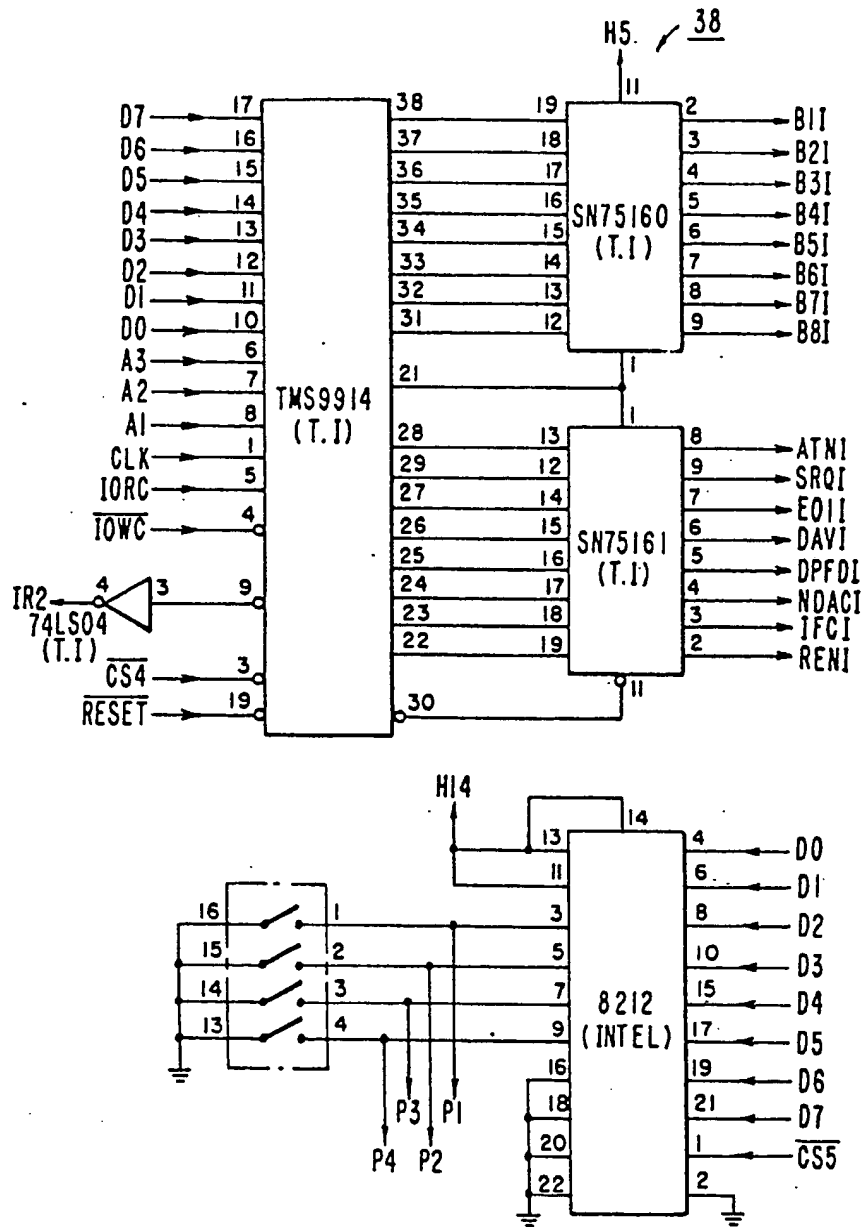 H5 38
11
D7 17 38 19 2 B1I
D6 16 37 18 3 B2I
D5 15 36 17 4 B3I
D4 14 35 16 5 B4I
D3 13 34 15 6 B5I
D2 12 33 14 7 B6I
D1 11 32 13 8 B7I
D0 10 31 12 9 B8I
SN75160
(T.I)
A3 6
A2 7 21 1
A1 8
TMS9914
(T.I)
1
CLK 1 28 13 8 ATNI
IORC 5 29 12 9 SRQI
IOWC 4 27 14 7 EOII
26 15 6 DAVI
25 16 5 DPFDI
24 17 4 NDACI
23 18 3 IFCI
22 19 2 RENI
SN75161
(T.I)
IR2 4 3 9
74LS04
(T.I)
CS4 3
RESET 19 30 11
H14
14
13 4 D0
11 6 D1
16 1 3 8 D2
15 2 5 10 D3
14 3 7 15 D4
13 4 9 17 D5
8212
(INTEL)
16 19 D6
18 21 D7
20 1 CS5
22 2
P3 P1
P4 P2